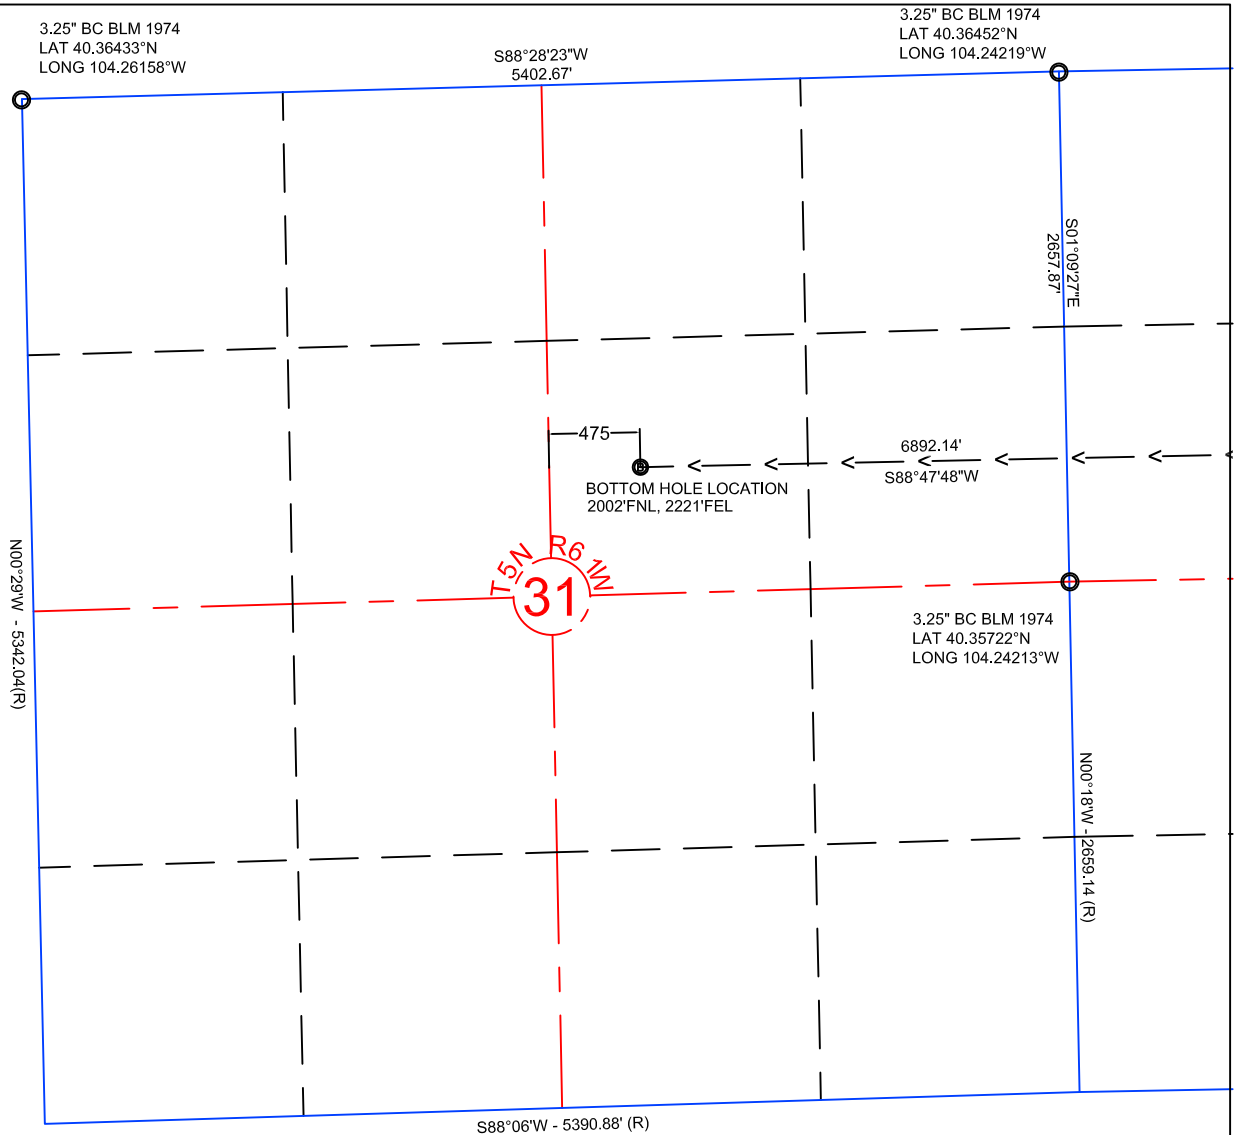 3.25" BC BLM 1974
LAT 40.36433°N
LONG 104.26158°W
S88°28'23"W
5402.67'
3.25" BC BLM 1974
LAT 40.36452°N
LONG 104.24219°W
S01°09'27"E
2657.87'
475
6892.14'
S88°47'48"W
BOTTOM HOLE LOCATION
2002'FNL, 2221'FEL
T 5N R6 1W
31
N00°29'W - 5342.04(R)
3.25" BC BLM 1974
LAT 40.35722°N
LONG 104.24213°W
N00°18'W - 2659.14 (R)
S88°06'W - 5390.88' (R)